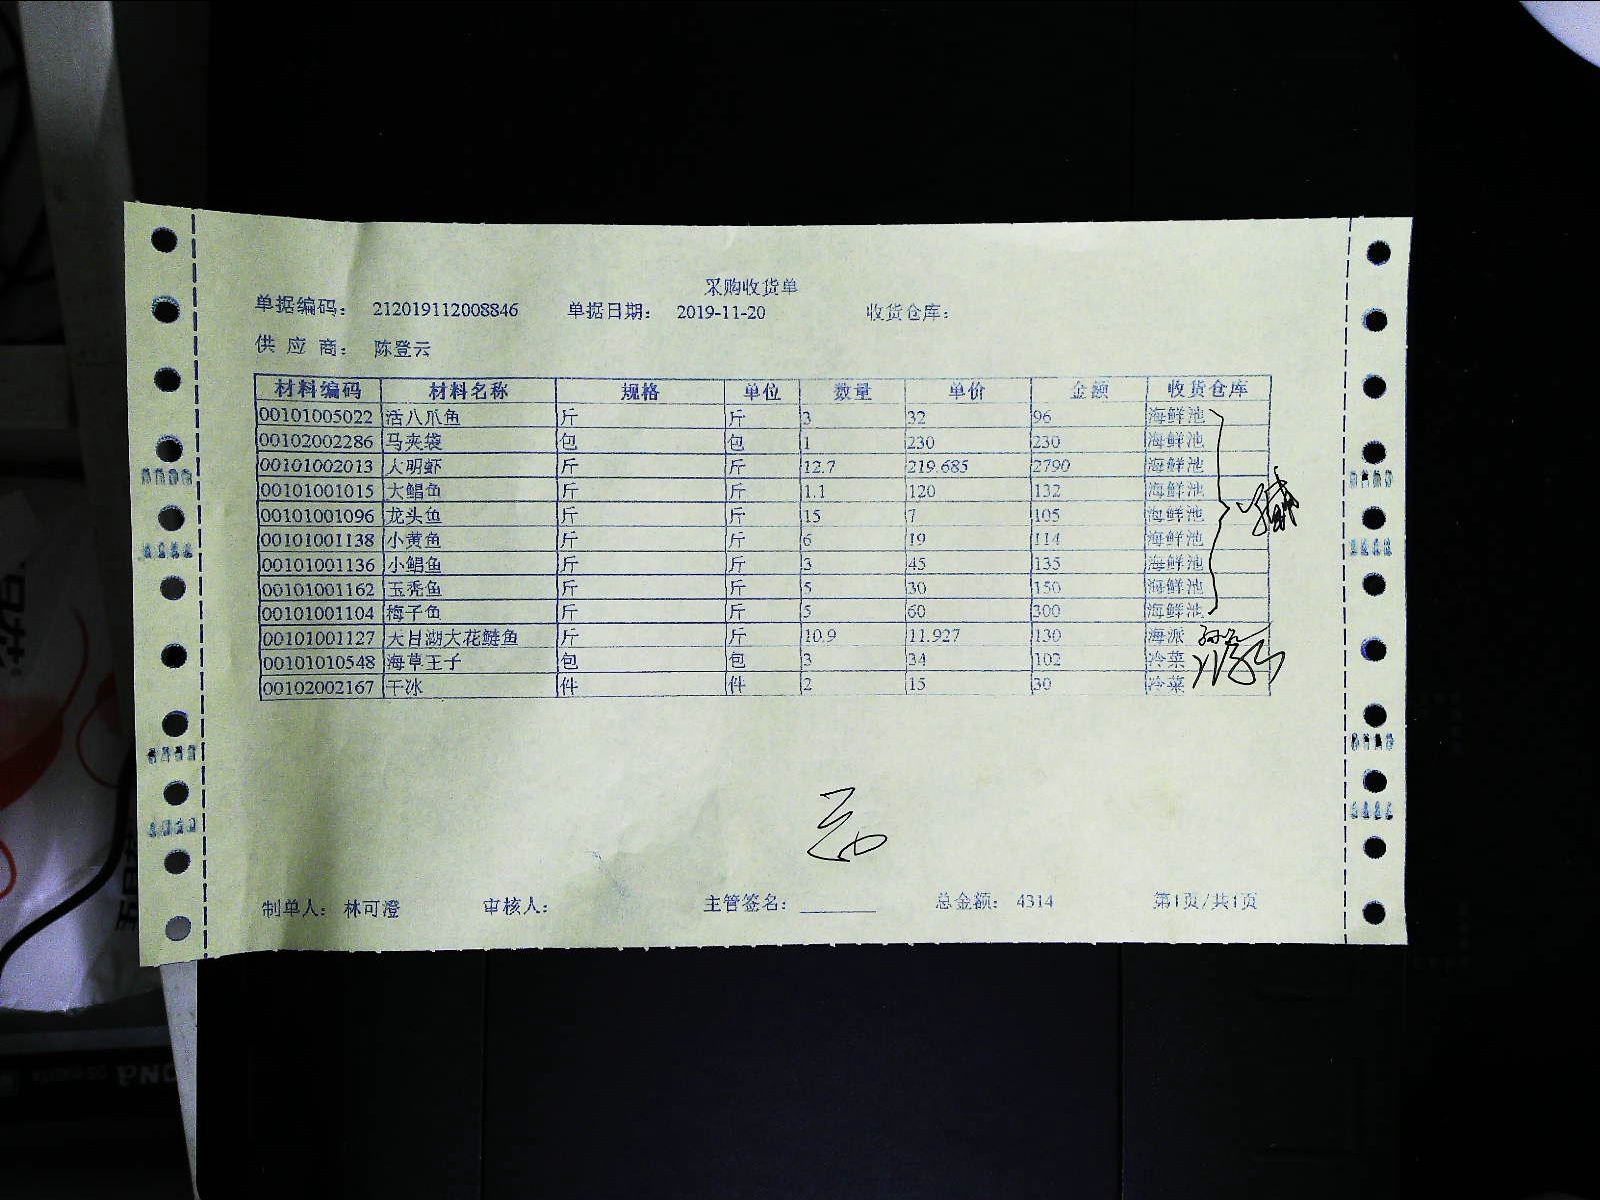 采购收货单
单据编码： 212019112008846 单据日期： 2019-11-20 收货仓库：
供 应 商： 陈登云
材料编码 材料名称 规格 单位 数量 单价 金额 收货仓库
00101005022 活八爪鱼 斤 斤 3 32 96 海鲜池
00102002286 马夹袋 包 包 1 230 230 海鲜池
00101002013 大明虾 斤 斤 12.7 219.685 2790 海鲜池
00101001015 大鲳鱼 斤 斤 1.1 120 132 海鲜池
00101001096 龙头鱼 斤 斤 15 7 105 海鲜池
00101001138 小黄鱼 斤 斤 6 19 114 海鲜池
00101001136 小鲳鱼 斤 斤 3 45 135 海鲜池
00101001162 玉秃鱼 斤 斤 5 30 150 海鲜池
00101001104 梅子鱼 斤 斤 5 60 300 海鲜池
00101001127 天目湖大花鲢鱼 斤 斤 10.9 11.927 130 海派
00101010548 海草王子 包 包 3 34 102 冷菜
00102002167 干冰 件 件 2 15 30 冷菜
制单人： 林可澄 审核人： 主管签名： 总金额： 4314 第1页/共1页